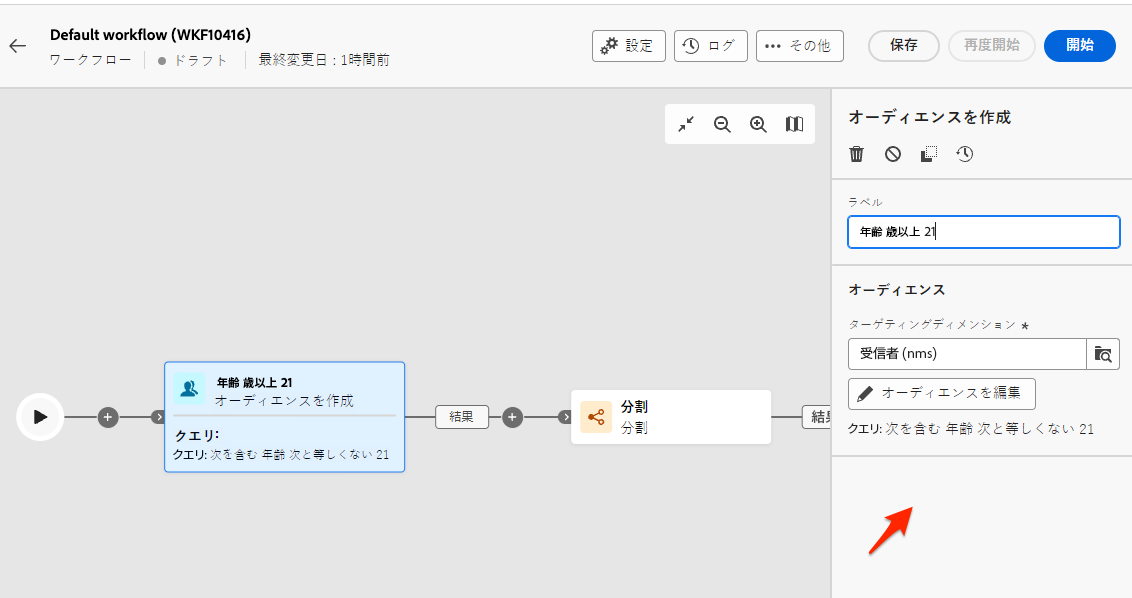 Default workflow (WKF10416)
ワークフロー ドラフト 最終変更日 : 1時間前
設定 ログ その他 保存 再度開始 開始
オーディエンスを作成
ラベル
年齢 歳以上 21
オーディエンス
ターゲティングディメンション *
受信者 (nms)
オーディエンスを編集
クエリ: 次を含む 年齢 次と等しくない 21
年齢 歳以上 21
オーディエンスを作成
クエリ:
クエリ: 次を含む 年齢 次と等しくない 21
結果
分割
分割
結果